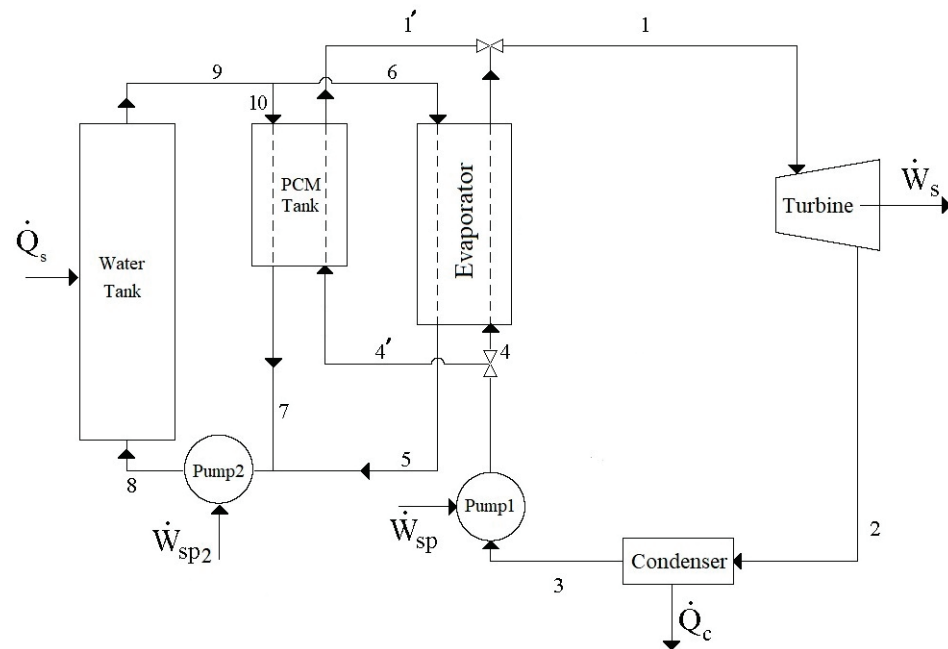 1′
1
9
6
10
PCM
Tank
Evaporator
Ẇs
Turbine
Q̇s
Water
Tank
4′
4
7
5
8
Pump2
Pump1
Ẇsp2
Ẇsp
2
Condenser
3
Q̇c